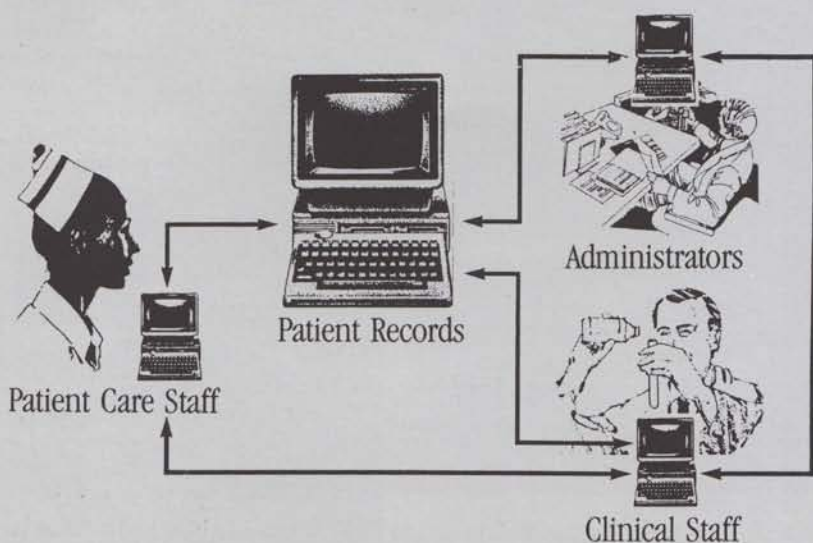 Administrators
Patient Records
Patient Care Staff
Clinical Staff